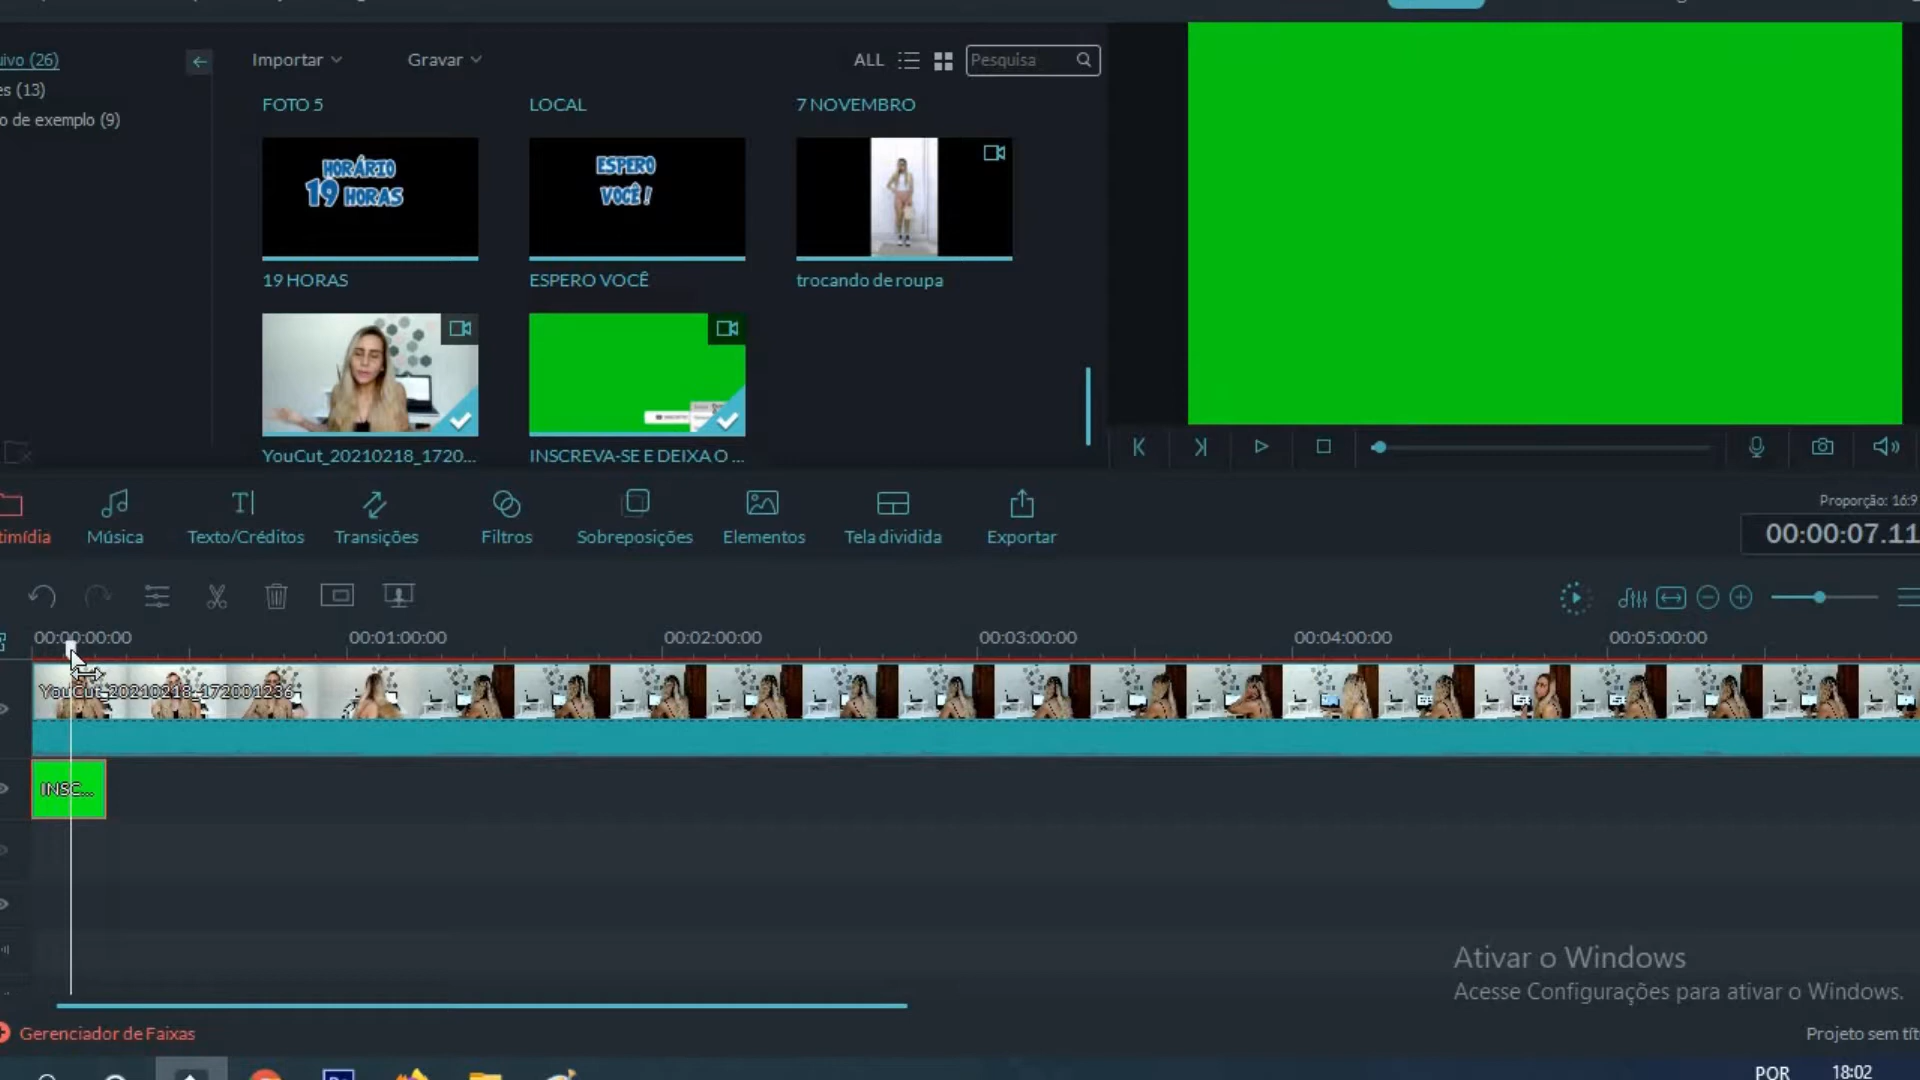 ivo (26)
Importar
Gravar
ALL
Pesquisa
es (13)
o de exemplo (9)
FOTO 5
LOCAL
7 NOVEMBRO
HORÁRIO
19 HORAS
ESPERO
VOCÊ !
19 HORAS
ESPERO VOCÊ
trocando de roupa
YouCut_20210218_1720...
INSCREVA-SE E DEIXA O ...
timídia
Música
Texto/Créditos
Transições
Filtros
Sobreposições
Elementos
Tela dividida
Exportar
Proporção: 16:9
00:00:07.11
00:00:00:00
00:01:00:00
00:02:00:00
00:03:00:00
00:04:00:00
00:05:00:00
YouCut_20210218_172001236
INSC...
Ativar o Windows
Acesse Configurações para ativar o Windows.
Gerenciador de Faixas
Projeto sem tít
POR
18:02